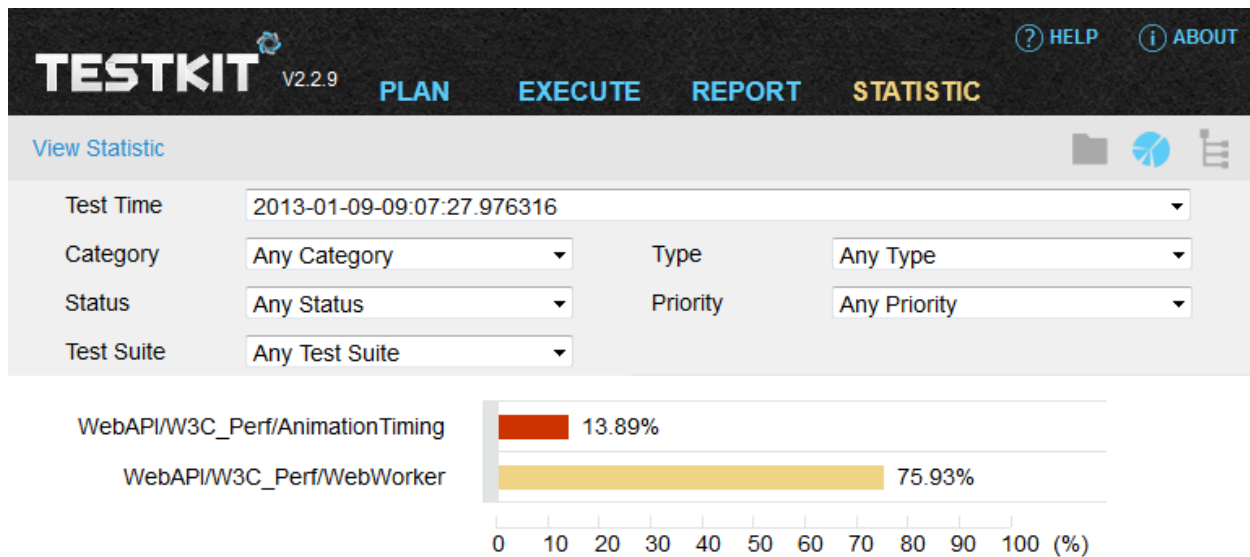 HELP ABOUT
TESTKIT V2.2.9 PLAN EXECUTE REPORT STATISTIC
View Statistic
Test Time 2013-01-09-09:07:27.976316
Category Any Category Type Any Type
Status Any Status Priority Any Priority
Test Suite Any Test Suite
WebAPI/W3C_Perf/AnimationTiming 13.89%
WebAPI/W3C_Perf/WebWorker 75.93%
0 10 20 30 40 50 60 70 80 90 100 (%)